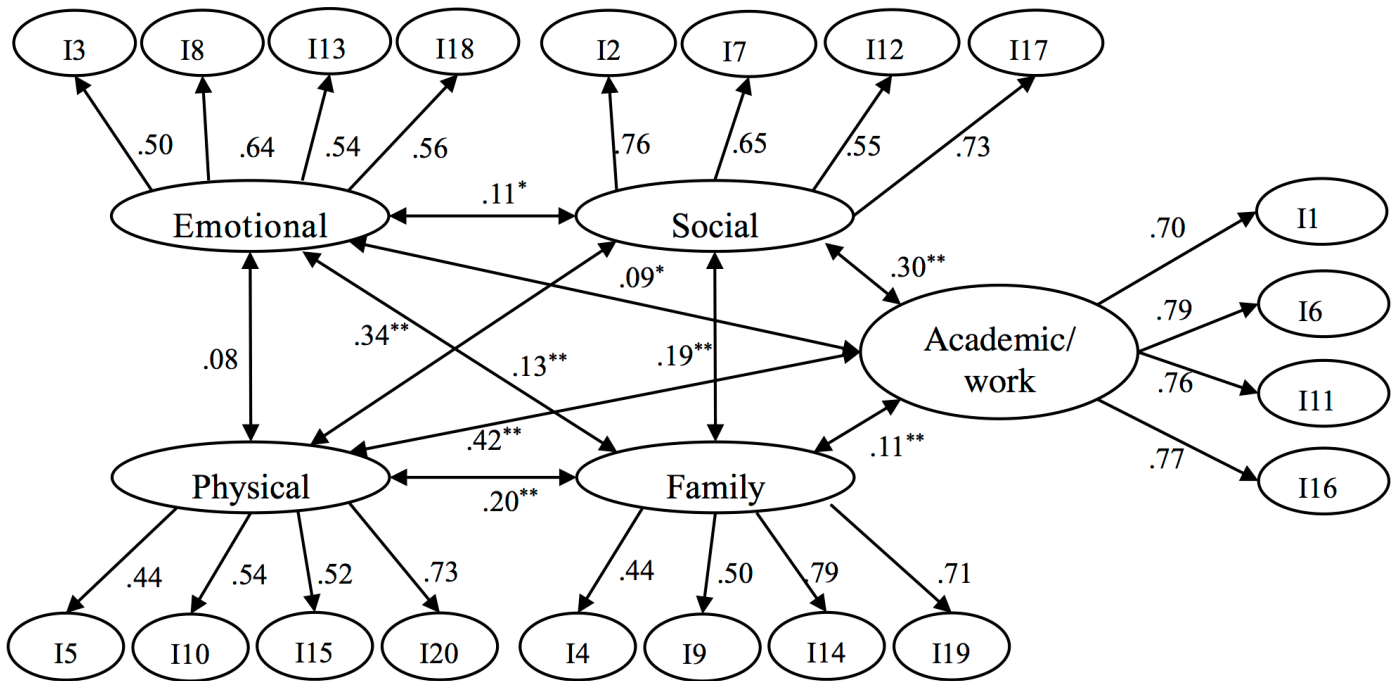 I3 I8 I13 I18 I2 I7 I12 I17
.50 .64 .54 .56 .76 .65 .55 .73
Emotional .11* Social
I1
.70
.09* .30**
.79 I6
Academic/
work
.08 .34** .13** .19**
.76 I11
.42** .11**
.77
Physical .20** Family
I16
.44 .54 .52 .73 .44 .50 .79 .71
I5 I10 I15 I20 I4 I9 I14 I19